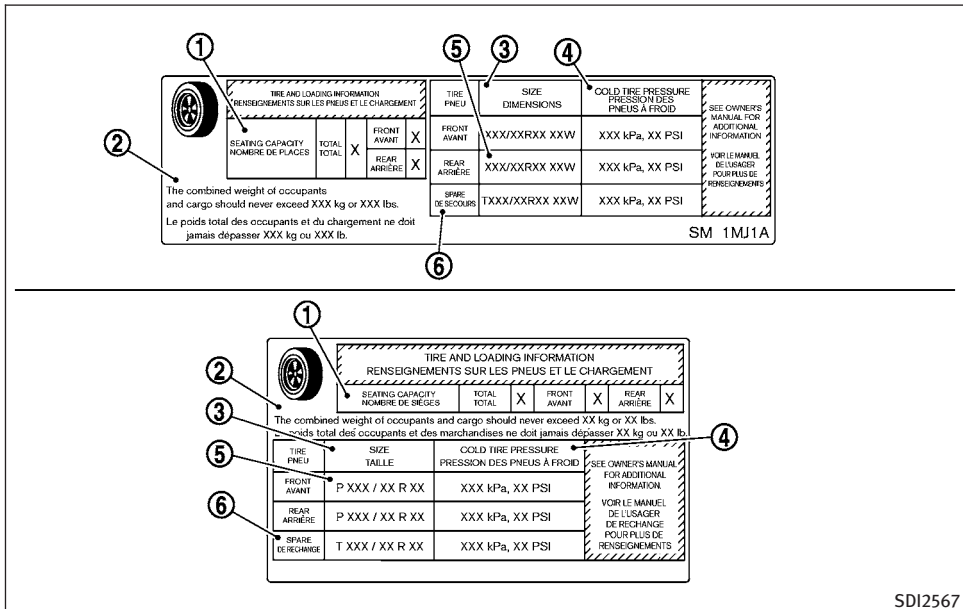 ① ⑤ ③ ④
TIRE AND LOADING INFORMATION
RENSEIGNEMENTS SUR LES PNEUS ET LE CHARGEMENT
SEATING CAPACITY
NOMBRE DE PLACES
TOTAL
TOTAL
X
FRONT
AVANT
X
REAR
ARRIÈRE
X
②
The combined weight of occupants
and cargo should never exceed XXX kg or XXX lbs.
Le poids total des occupants et du chargement ne doit
jamais dépasser XXX kg ou XXX lb.
TIRE
PNEU
SIZE
DIMENSIONS
COLD TIRE PRESSURE
PRESSION DES
PNEUS À FROID
FRONT
AVANT
XXX/XXRXX XXW
XXX kPa, XX PSI
REAR
ARRIÈRE
XXX/XXRXX XXW
XXX kPa, XX PSI
SPARE
DE SECOURS
TXXX/XXRXX XXW
XXX kPa, XX PSI
SEE OWNER'S
MANUAL FOR
ADDITIONAL
INFORMATION
VOIR LE MANUEL
DE L'USAGER
POUR PLUS DE
RENSEIGNEMENTS
SM 1MJ1A
⑥
①
TIRE AND LOADING INFORMATION
RENSEIGNEMENTS SUR LES PNEUS ET LE CHARGEMENT
②
SEATING CAPACITY
NOMBRE DE SIÉGES
TOTAL
TOTAL
X
FRONT
AVANT
X
REAR
ARRIÈRE
X
The combined weight of occupants and cargo should never exceed XX kg or XX lbs.
Le poids total des occupants et des marchandises ne doit jamais dépasser XX kg ou XX lb.
③
④
TIRE
PNEU
SIZE
TAILLE
COLD TIRE PRESSURE
PRESSION DES PNEUS À FROID
⑤
FRONT
AVANT
P XXX / XX R XX
XXX kPa, XX PSI
REAR
ARRIÈRE
P XXX / XX R XX
XXX kPa, XX PSI
⑥
SPARE
DE RECHANGE
T XXX / XX R XX
XXX kPa, XX PSI
SEE OWNER'S MANUAL
FOR ADDITIONAL
INFORMATION.
VOIR LE MANUEL
DE L'USAGER
DE RECHANGE
POUR PLUS DE
RENSEIGNEMENTS
SDI2567